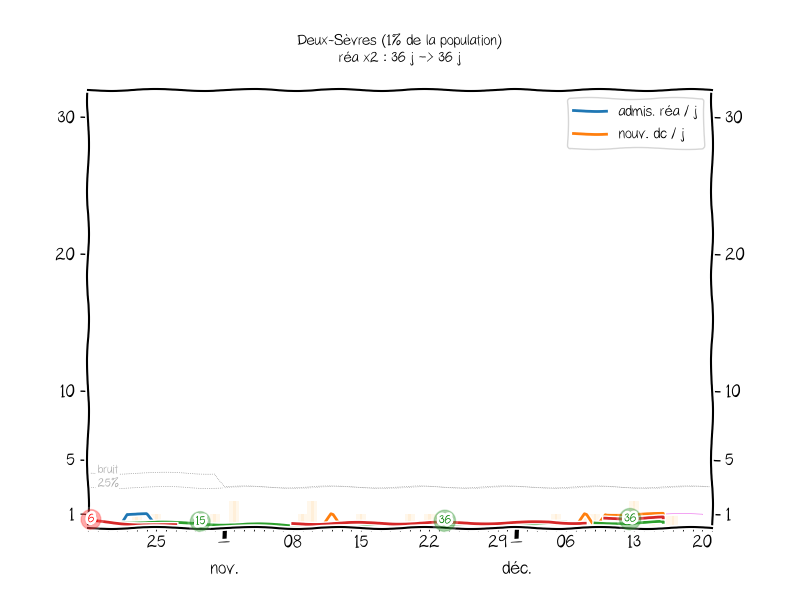 Deux-Sèvres (1% de la population)
réa x2 : 36 j -> 36 j
admis. réa / j
nouv. dc / j
30 30
20 20
10 10
5 5
bruit
25%
1 1
6 15 36 36
25 08 15 22 29 06 13 20
nov. déc.